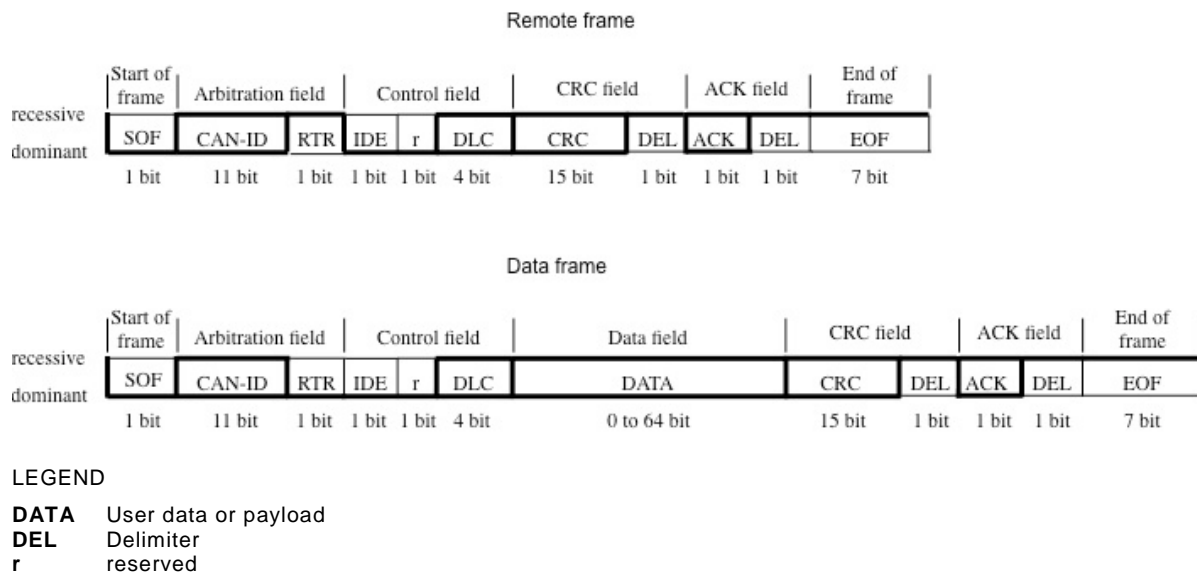 Remote frame
Start of
frame Arbitration field Control field CRC field ACK field End of
frame
recessive
SOF CAN-ID RTR IDE r DLC CRC DEL ACK DEL EOF
dominant
1 bit 11 bit 1 bit 1 bit 1 bit 4 bit 15 bit 1 bit 1 bit 1 bit 7 bit
Data frame
Start of
frame Arbitration field Control field Data field CRC field ACK field End of
frame
recessive
SOF CAN-ID RTR IDE r DLC DATA CRC DEL ACK DEL EOF
dominant
1 bit 11 bit 1 bit 1 bit 1 bit 4 bit 0 to 64 bit 15 bit 1 bit 1 bit 1 bit 7 bit
LEGEND
DATA User data or payload
DEL Delimiter
r reserved